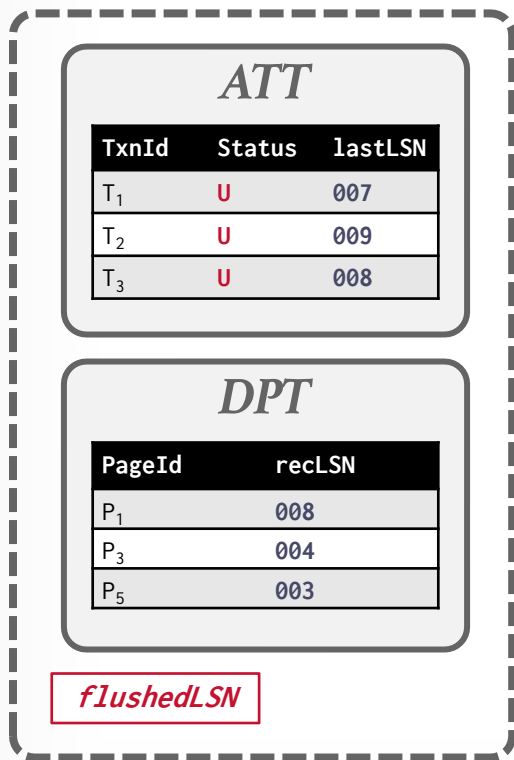 ATT
TxnId Status lastLSN
T₁ U 007
T₂ U 009
T₃ U 008
DPT
PageId recLSN
P₁ 008
P₃ 004
P₅ 003
flushedLSN